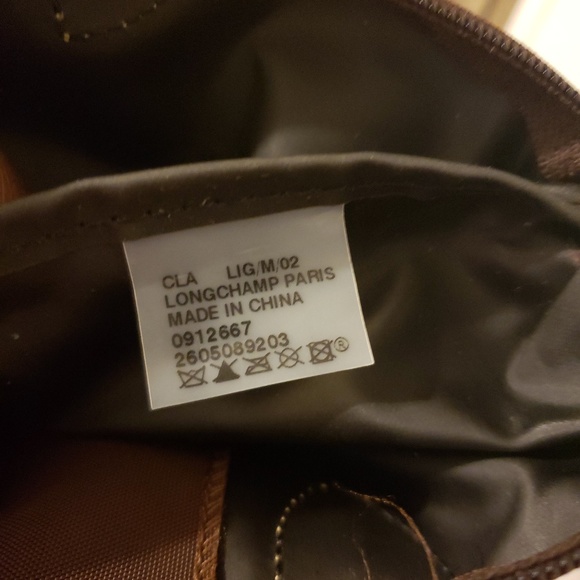 CLA LIG/M/02
LONGCHAMP PARIS
MADE IN CHINA
0912667
2605089203
®